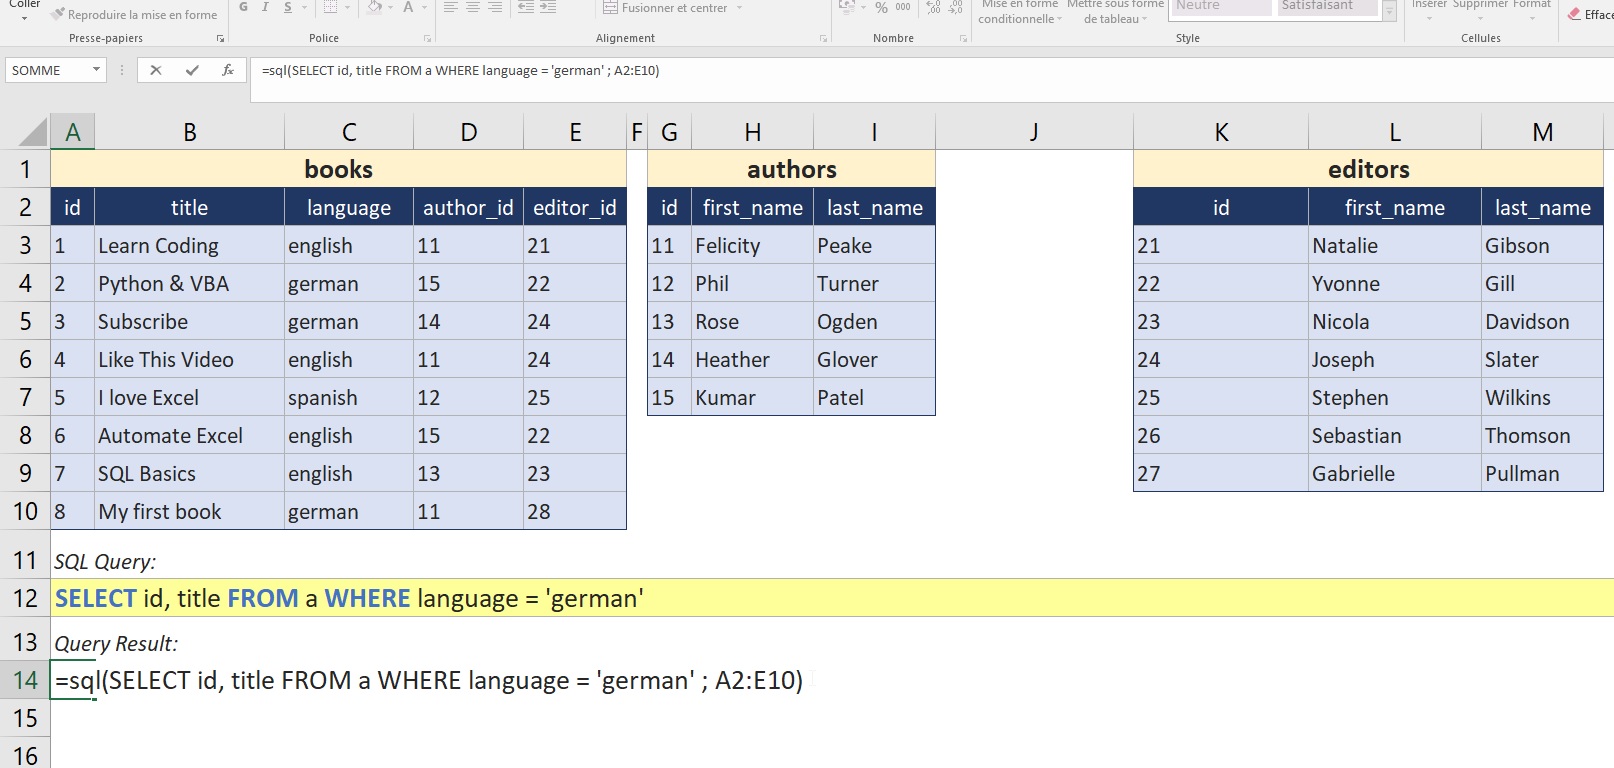 Coller
Reproduire la mise en forme
G I S
A
Fusionner et centrer
% 000
Mise en forme
conditionnelle
Mettre sous forme
de tableau
Neutre
Satisfaisant
Insérer Supprimer Format
Efface
Presse-papiers
Police
Alignement
Nombre
Style
Cellules
SOMME
fx
=sql(SELECT id, title FROM a WHERE language = 'german' ; A2:E10)
A B C D E F G H I J K L M
1 books authors editors
2 id title language author_id editor_id id first_name last_name id first_name last_name
3 1 Learn Coding english 11 21 11 Felicity Peake 21 Natalie Gibson
4 2 Python & VBA german 15 22 12 Phil Turner 22 Yvonne Gill
5 3 Subscribe german 14 24 13 Rose Ogden 23 Nicola Davidson
6 4 Like This Video english 11 24 14 Heather Glover 24 Joseph Slater
7 5 I love Excel spanish 12 25 15 Kumar Patel 25 Stephen Wilkins
8 6 Automate Excel english 15 22 26 Sebastian Thomson
9 7 SQL Basics english 13 23 27 Gabrielle Pullman
10 8 My first book german 11 28
11 SQL Query:
12 SELECT id, title FROM a WHERE language = 'german'
13 Query Result:
14 =sql(SELECT id, title FROM a WHERE language = 'german' ; A2:E10)
15
16